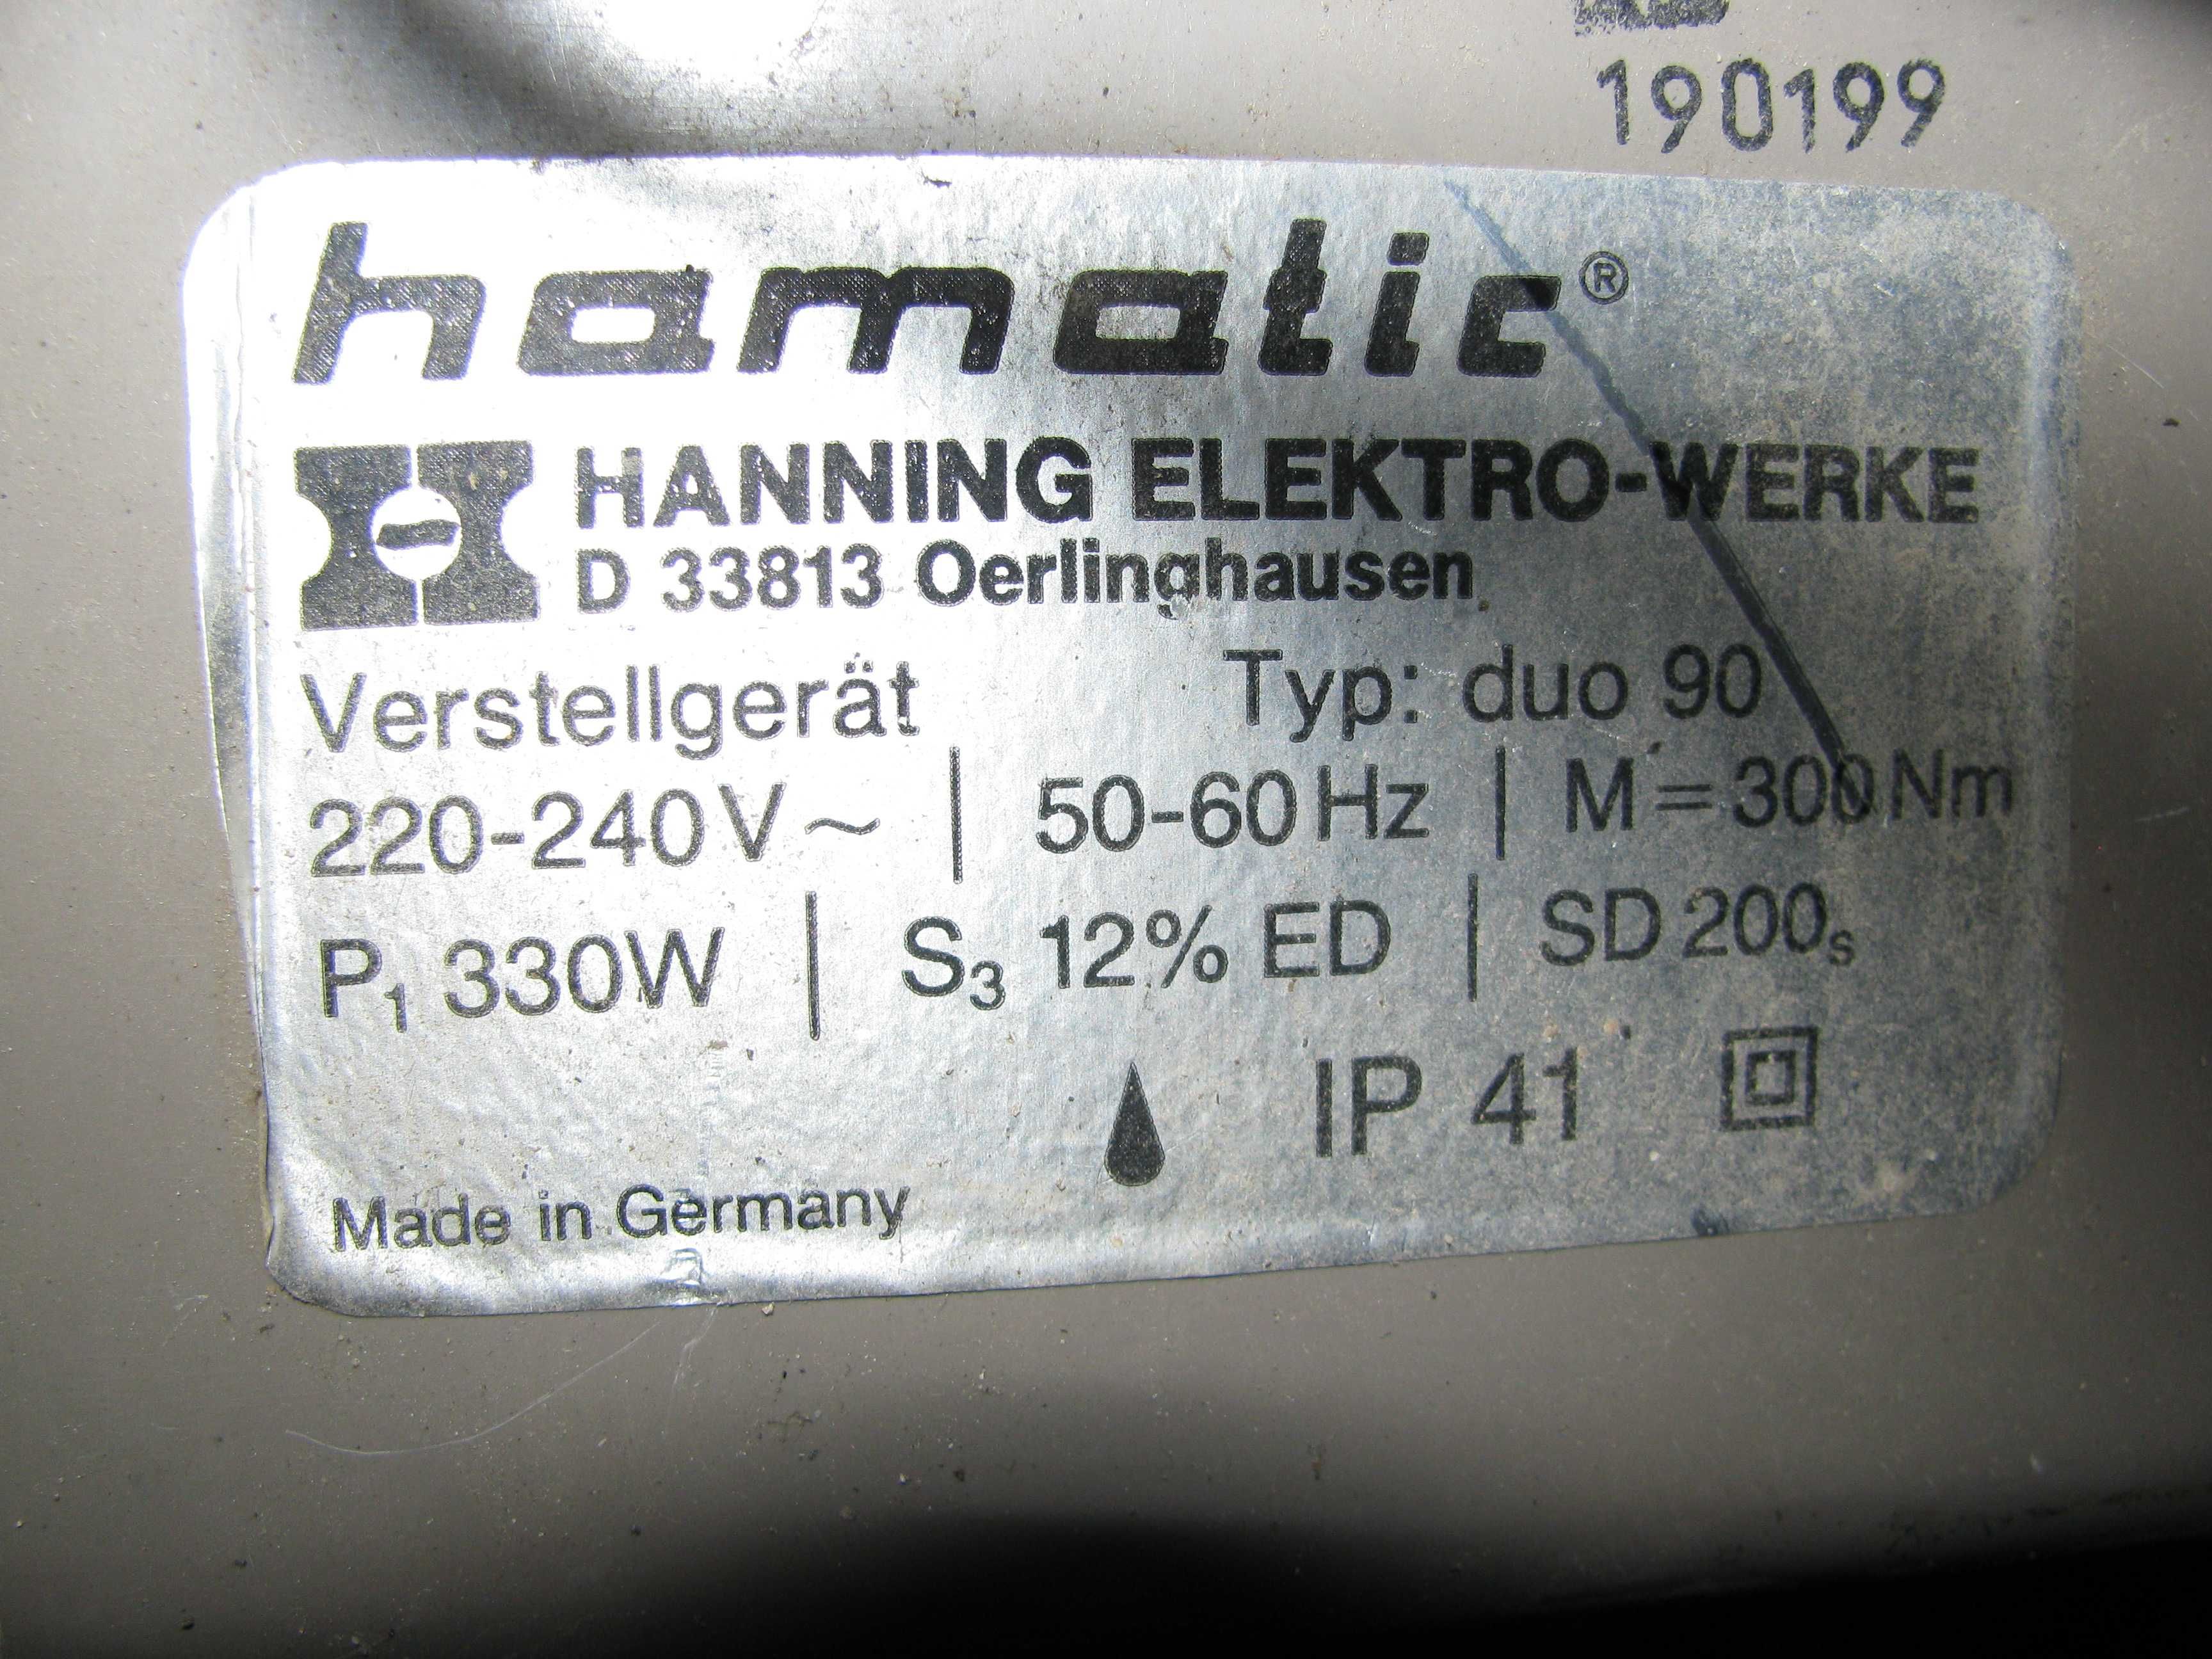 190199
hamatic®
HANNING ELEKTRO-WERKE
D 33813 Oerlinghausen
Verstellgerät Typ: duo 90
220-240V~ | 50-60Hz | M = 300Nm
P₁ 330W | S₃ 12% ED | SD 200s
IP 41
Made in Germany